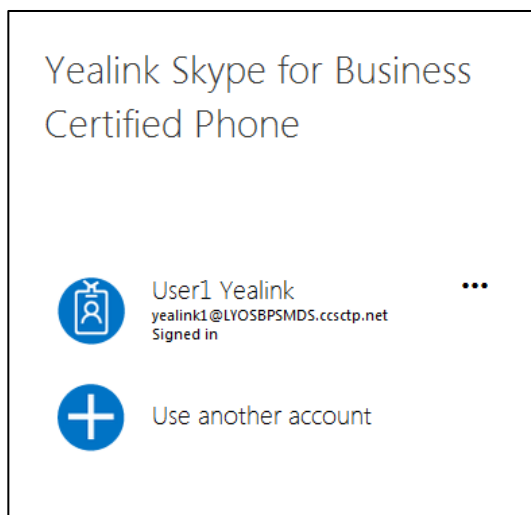 Yealink Skype for Business
Certified Phone
User1 Yealink
yealink1@LYOSBPSMDS.ccsctp.net
Signed in
Use another account